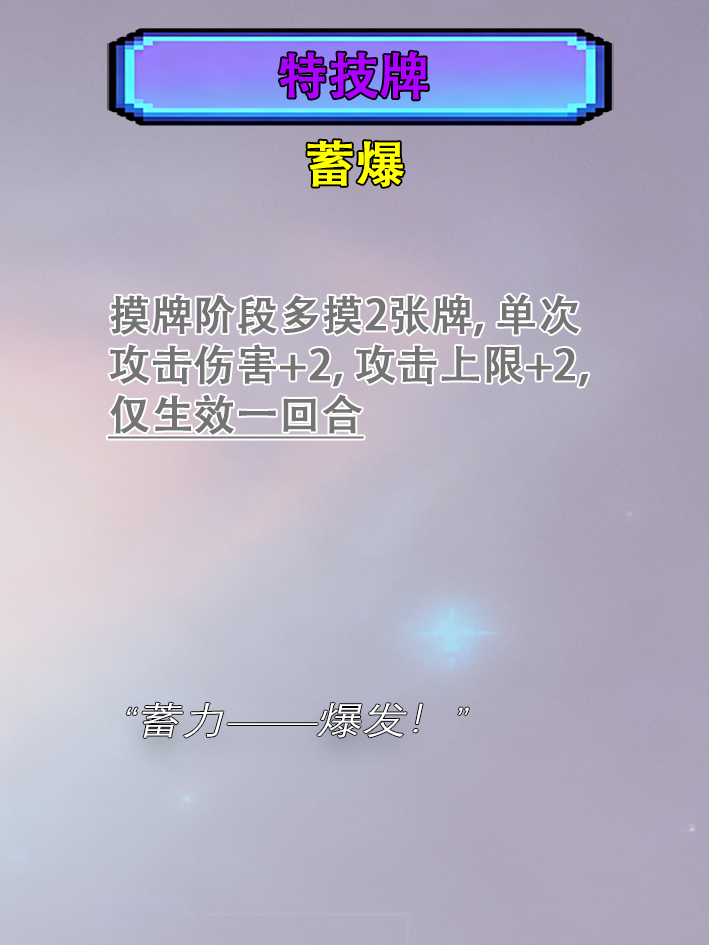 特技牌
蓄爆
摸牌阶段多摸2张牌, 单次
攻击伤害+2, 攻击上限+2,
仅生效一回合
“蓄力——爆发！”